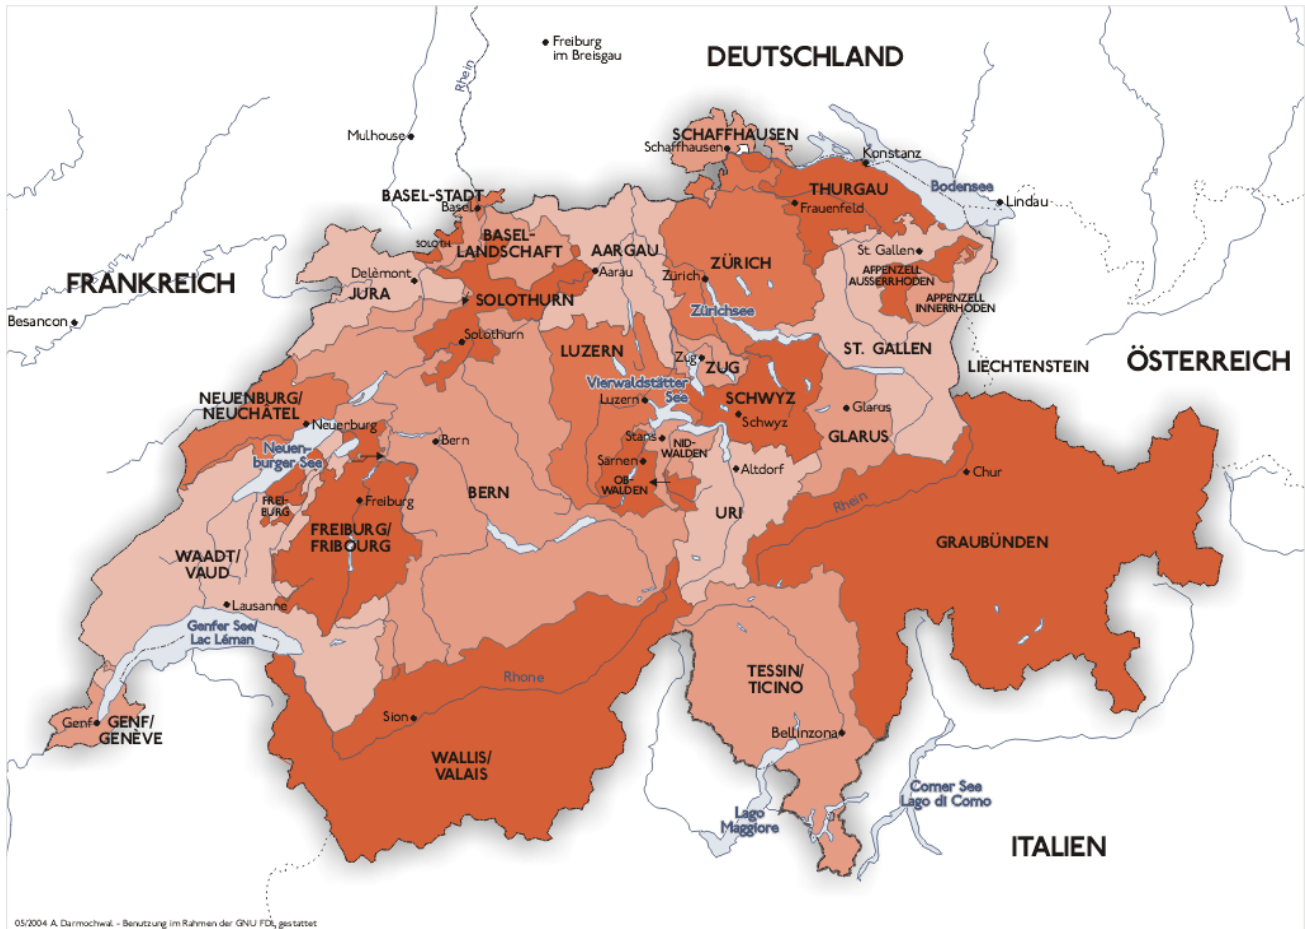 Freiburg
im Breisgau
DEUTSCHLAND
Rhein
Mulhouse
SCHAFFHAUSEN
Schaffhausen
Konstanz
BASEL-STADT
Basel
THURGAU
Bodensee
Lindau
Frauenfeld
SOLOTH.
BASEL-
LANDSCHAFT
AARGAU
Aarau
ZÜRICH
Zürich
St. Gallen
APPENZELL
AUSSERRHODEN
APPENZELL
INNERRHODEN
FRANKREICH
Delèmont
JURA
SOLOTHURN
Solothurn
Zürichsee
Besancon
LUZERN
Zug
ZUG
ST. GALLEN
LIECHTENSTEIN
ÖSTERREICH
Vierwaldstätter
See
Luzern
SCHWYZ
Schwyz
Glarus
GLARUS
NEUENBURG/
NEUCHÂTEL
Neuenburg
Neuen-
burger See
Bern
Stans
NID-
WALDEN
Sarnen
OB-
WALDEN
Altdorf
Chur
FREI-
BURG
Freiburg
BERN
URI
Rhein
FREIBURG/
FRIBOURG
GRAUBÜNDEN
WAADT/
VAUD
Lausanne
Genfer See/
Lac Léman
Rhone
TESSIN/
TICINO
Genf
GENF/
GENÈVE
Sion
Bellinzona
WALLIS/
VALAIS
Lago
Maggiore
Comer See
Lago di Como
ITALIEN
05/2004 A. Darmochwal - Benutzung im Rahmen der GNU FDL gestattet